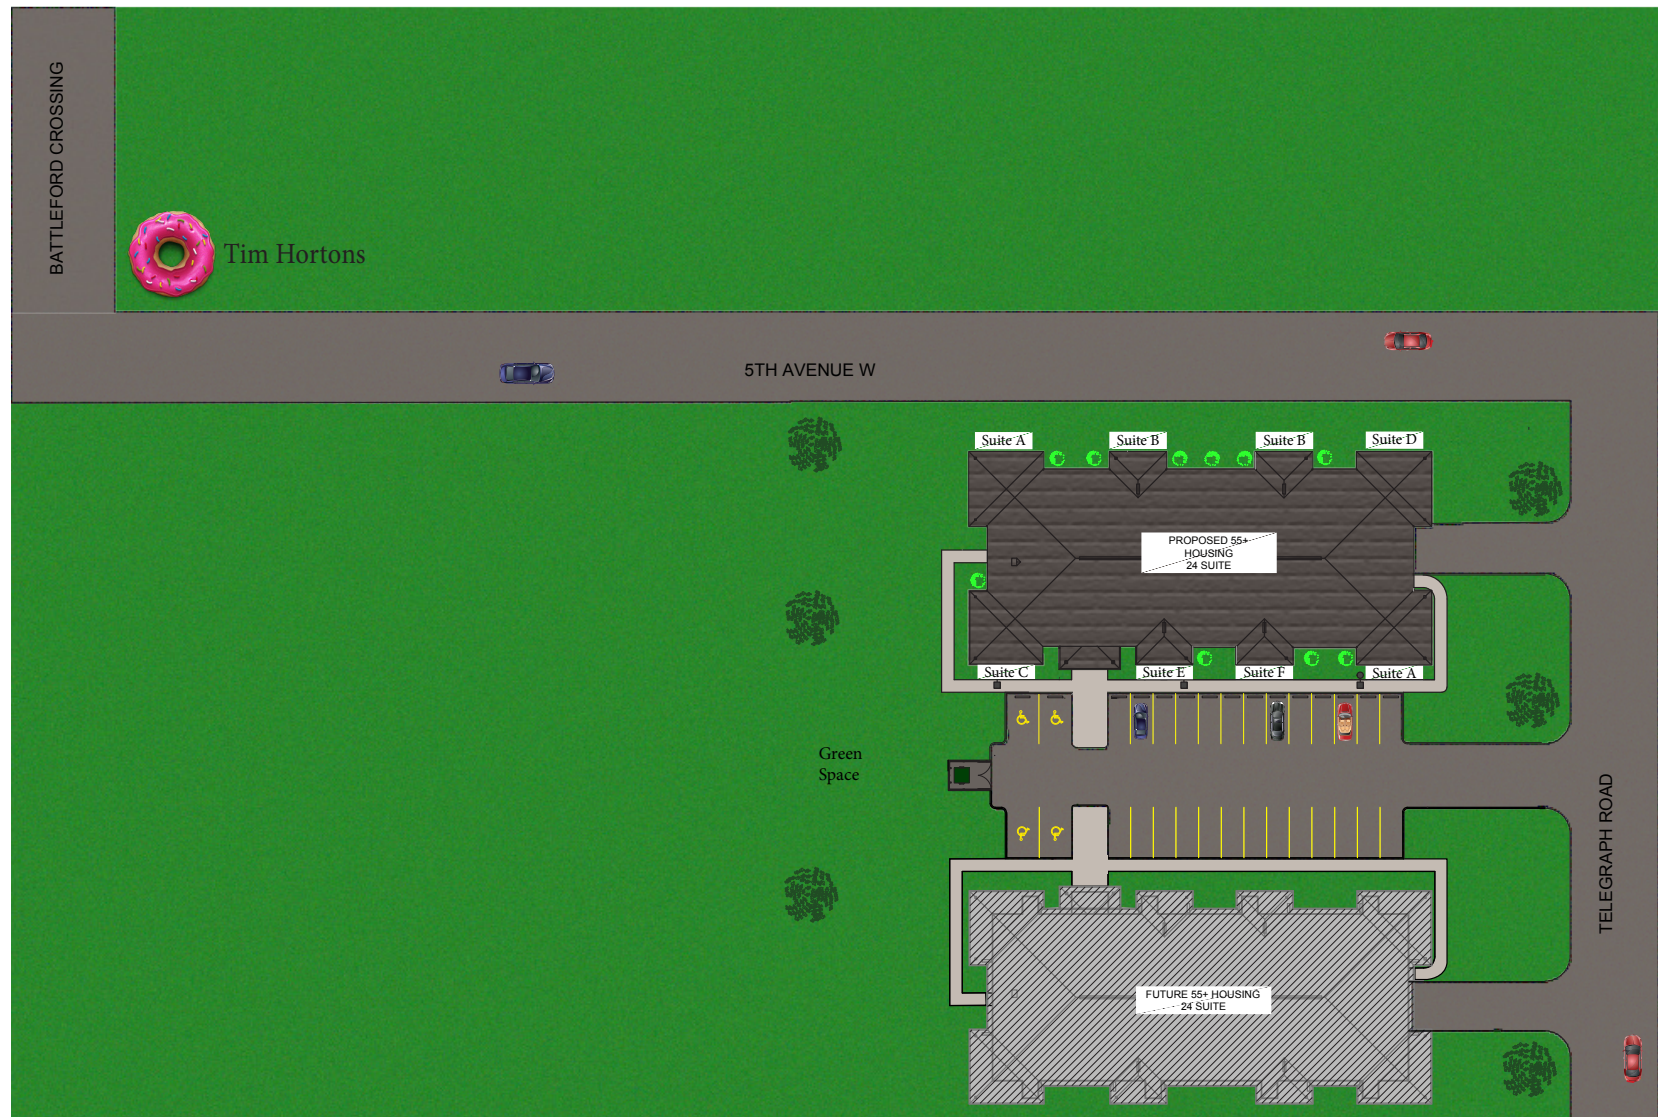 BATTLEFORD CROSSING
Tim Hortons
5TH AVENUE W
Suite A
Suite B
Suite B
Suite D
PROPOSED 55+
HOUSING
24 SUITE
Suite C
Suite E
Suite F
Suite A
Green
Space
TELEGRAPH ROAD
FUTURE 55+ HOUSING
24 SUITE